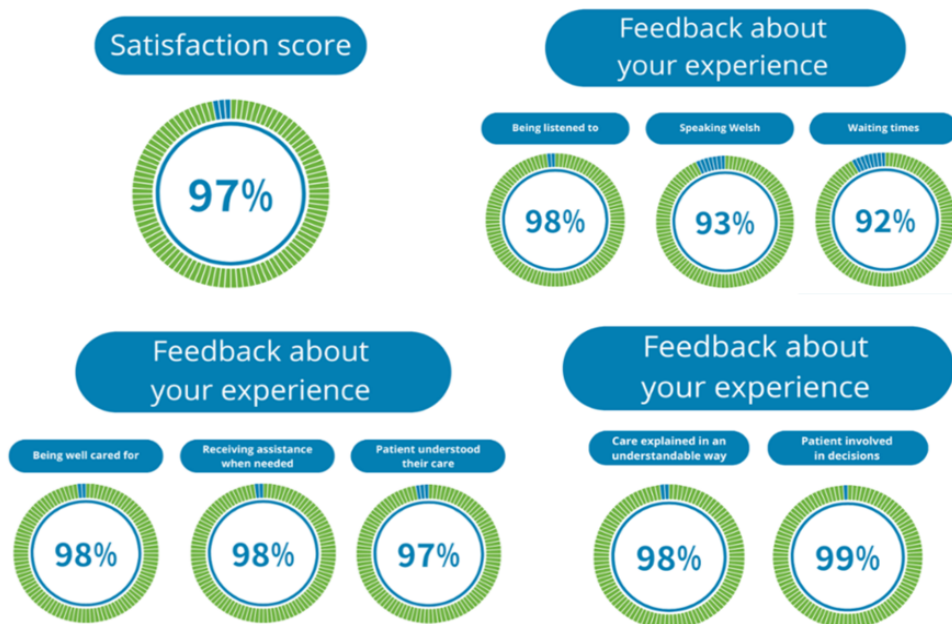 Satisfaction score
97%
Feedback about
your experience
Being listened to
Speaking Welsh
Waiting times
98%
93%
92%
Feedback about
your experience
Being well cared for
Receiving assistance
when needed
Patient understood
their care
98%
98%
97%
Feedback about
your experience
Care explained in an
understandable way
Patient involved
in decisions
98%
99%